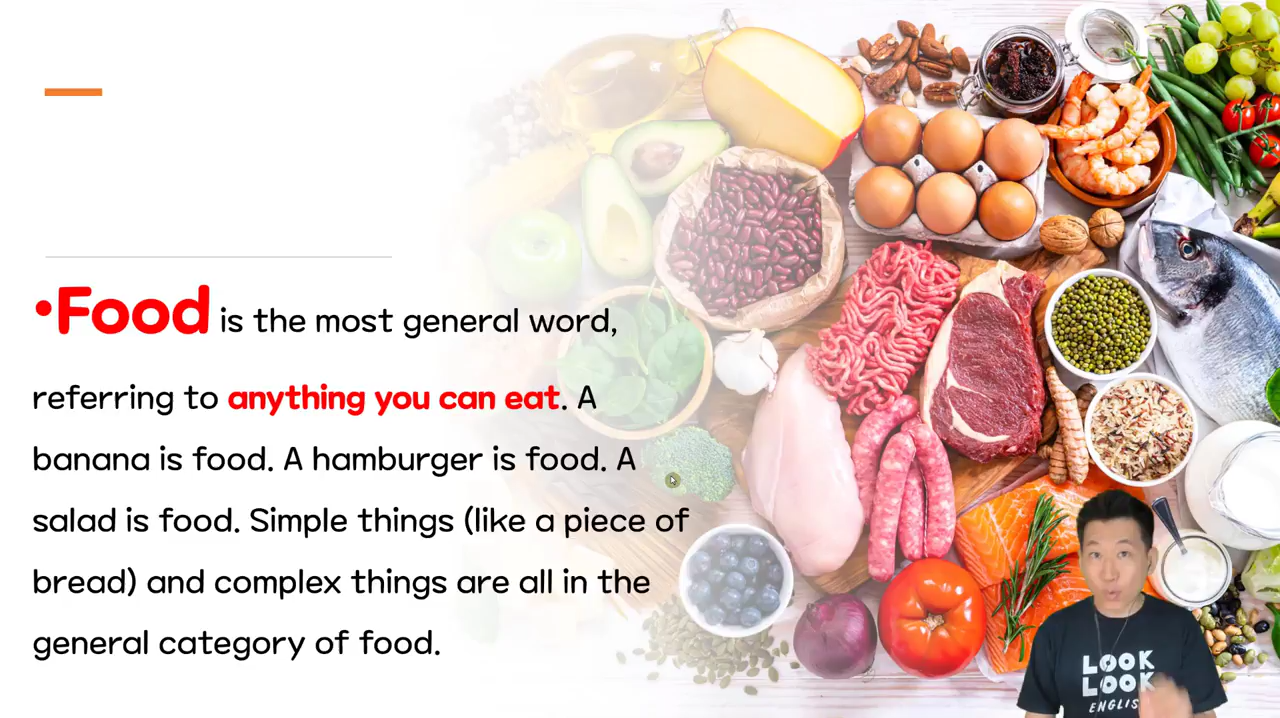 •Food is the most general word,
referring to anything you can eat. A
banana is food. A hamburger is food. A
salad is food. Simple things (like a piece of
bread) and complex things are all in the
general category of food.
LOOK
LOOK
ENGLIS